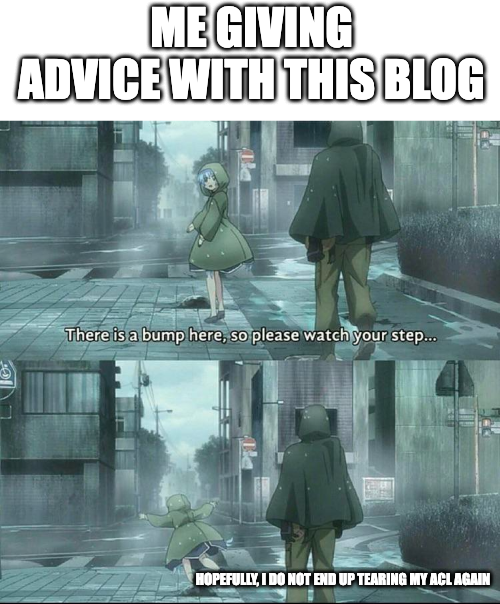 ME GIVING
ADVICE WITH THIS BLOG
There is a bump here, so please watch your step...
HOPEFULLY, I DO NOT END UP TEARING MY ACL AGAIN